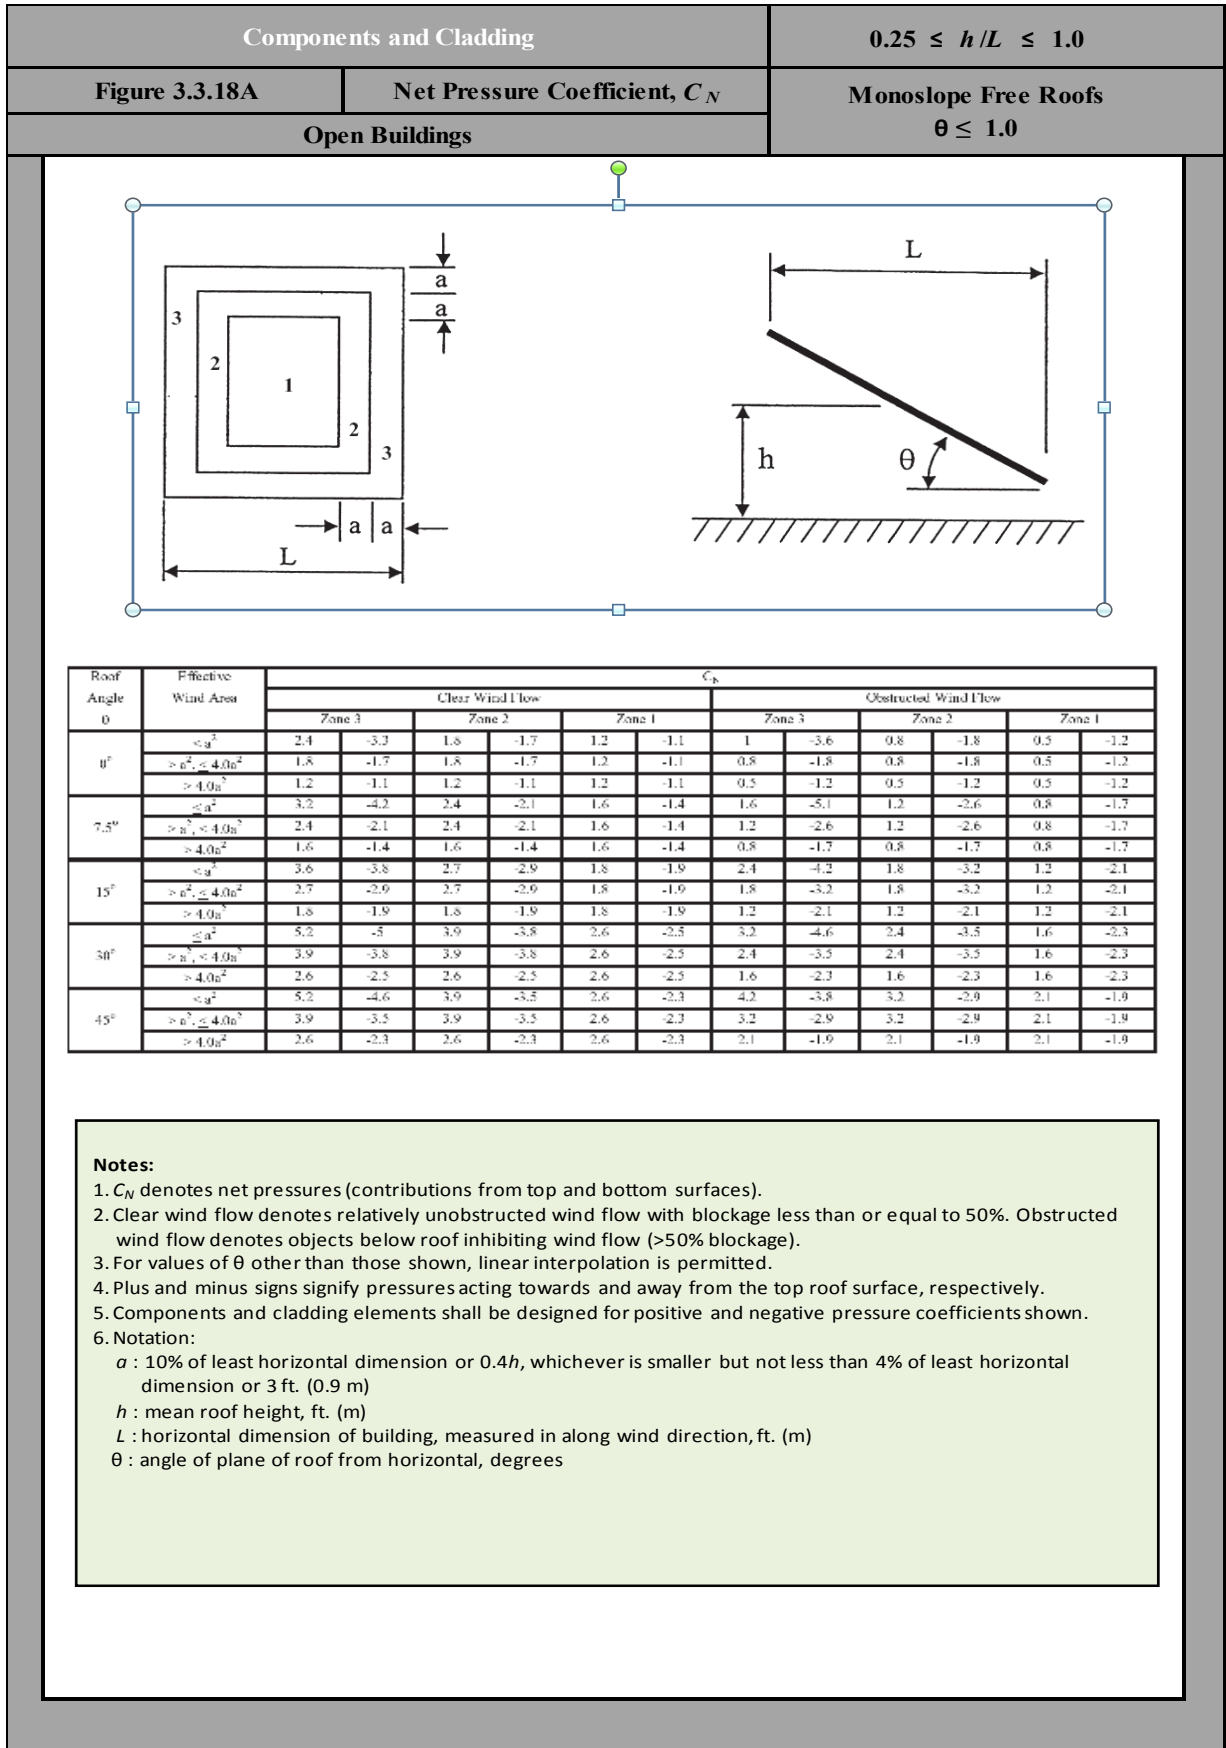 Components and Cladding
0.25 ≤ h/L ≤ 1.0
Figure 3.3.18A
Net Pressure Coefficient, C N
Monoslope Free Roofs
θ ≤ 1.0
Open Buildings
a
a
3
2
1
2
3
a a
L
L
h
θ
Roof Angle θ
Effective Wind Area
CN
Clear Wind Flow
Obstructed Wind Flow
Zone 3 Zone 2 Zone 1 Zone 3 Zone 2 Zone 1
0°
< a² 2.4 -3.3 1.8 -1.7 1.2 -1.1 1 -3.6 0.8 -1.8 0.5 -1.2
> a², ≤ 4.0a² 1.8 -1.7 1.8 -1.7 1.2 -1.1 0.8 -1.8 0.8 -1.8 0.5 -1.2
> 4.0a² 1.2 -1.1 1.2 -1.1 1.2 -1.1 0.5 -1.2 0.5 -1.2 0.5 -1.2
7.5°
≤ a² 3.2 -4.2 2.4 -2.1 1.6 -1.4 1.6 -5.1 1.2 -2.6 0.8 -1.7
> a², < 4.0a² 2.4 -2.1 2.4 -2.1 1.6 -1.4 1.2 -2.6 1.2 -2.6 0.8 -1.7
> 4.0a² 1.6 -1.4 1.6 -1.4 1.6 -1.4 0.8 -1.7 0.8 -1.7 0.8 -1.7
15°
< a² 3.6 -3.8 2.7 -2.9 1.8 -1.9 2.4 -4.2 1.8 -3.2 1.2 -2.1
> a², ≤ 4.0a² 2.7 -2.9 2.7 -2.9 1.8 -1.9 1.8 -3.2 1.8 -3.2 1.2 -2.1
> 4.0a² 1.8 -1.9 1.8 -1.9 1.8 -1.9 1.2 -2.1 1.2 -2.1 1.2 -2.1
30°
≤ a² 5.2 -5 3.9 -3.8 2.6 -2.5 3.2 -4.6 2.4 -3.5 1.6 -2.3
> a², < 4.0a² 3.9 -3.8 3.9 -3.8 2.6 -2.5 2.4 -3.5 2.4 -3.5 1.6 -2.3
> 4.0a² 2.6 -2.5 2.6 -2.5 2.6 -2.5 1.6 -2.3 1.6 -2.3 1.6 -2.3
45°
< a² 5.2 -4.6 3.9 -3.5 2.6 -2.3 4.2 -3.8 3.2 -2.9 2.1 -1.9
> a², ≤ 4.0a² 3.9 -3.5 3.9 -3.5 2.6 -2.3 3.2 -2.9 3.2 -2.9 2.1 -1.9
> 4.0a² 2.6 -2.3 2.6 -2.3 2.6 -2.3 2.1 -1.9 2.1 -1.9 2.1 -1.9
Notes:
1. CN denotes net pressures (contributions from top and bottom surfaces).
2. Clear wind flow denotes relatively unobstructed wind flow with blockage less than or equal to 50%. Obstructed
wind flow denotes objects below roof inhibiting wind flow (>50% blockage).
3. For values of θ other than those shown, linear interpolation is permitted.
4. Plus and minus signs signify pressures acting towards and away from the top roof surface, respectively.
5. Components and cladding elements shall be designed for positive and negative pressure coefficients shown.
6. Notation:
a : 10% of least horizontal dimension or 0.4h, whichever is smaller but not less than 4% of least horizontal
dimension or 3 ft. (0.9 m)
h : mean roof height, ft. (m)
L : horizontal dimension of building, measured in along wind direction, ft. (m)
θ : angle of plane of roof from horizontal, degrees